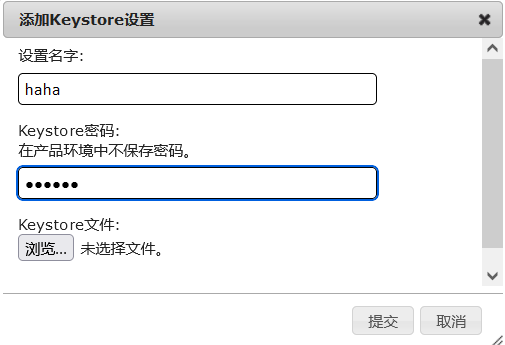 添加Keystore设置
设置名字:
haha
Keystore密码:
在产品环境中不保存密码。
●●●●●●
Keystore文件:
浏览... 未选择文件。
提交 取消